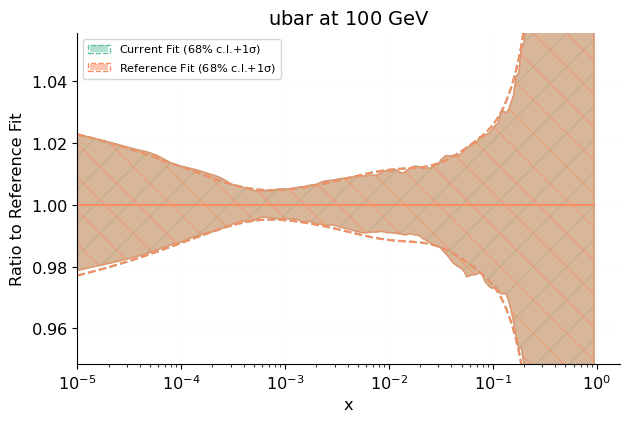 ubar at 100 GeV
Current Fit (68% c.l.+1σ)
Reference Fit (68% c.l.+1σ)
Ratio to Reference Fit
1.04
1.02
1.00
0.98
0.96
10⁻⁵ 10⁻⁴ 10⁻³ 10⁻² 10⁻¹ 10⁰
x